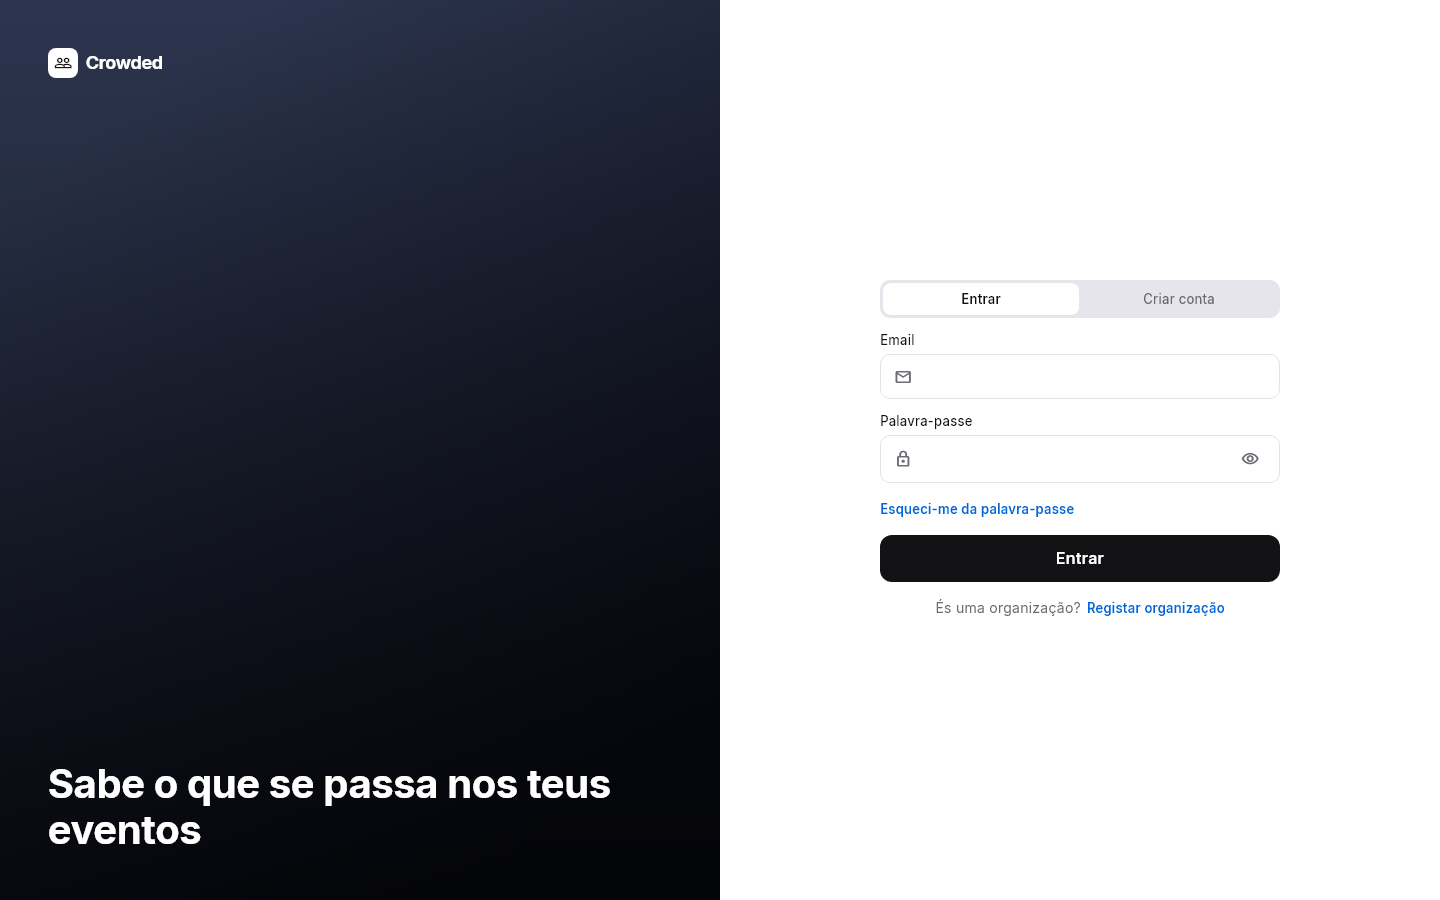 Crowded
Sabe o que se passa nos teus
eventos
Entrar
Criar conta
Email
Palavra-passe
Esqueci-me da palavra-passe
Entrar
És uma organização? Registar organização